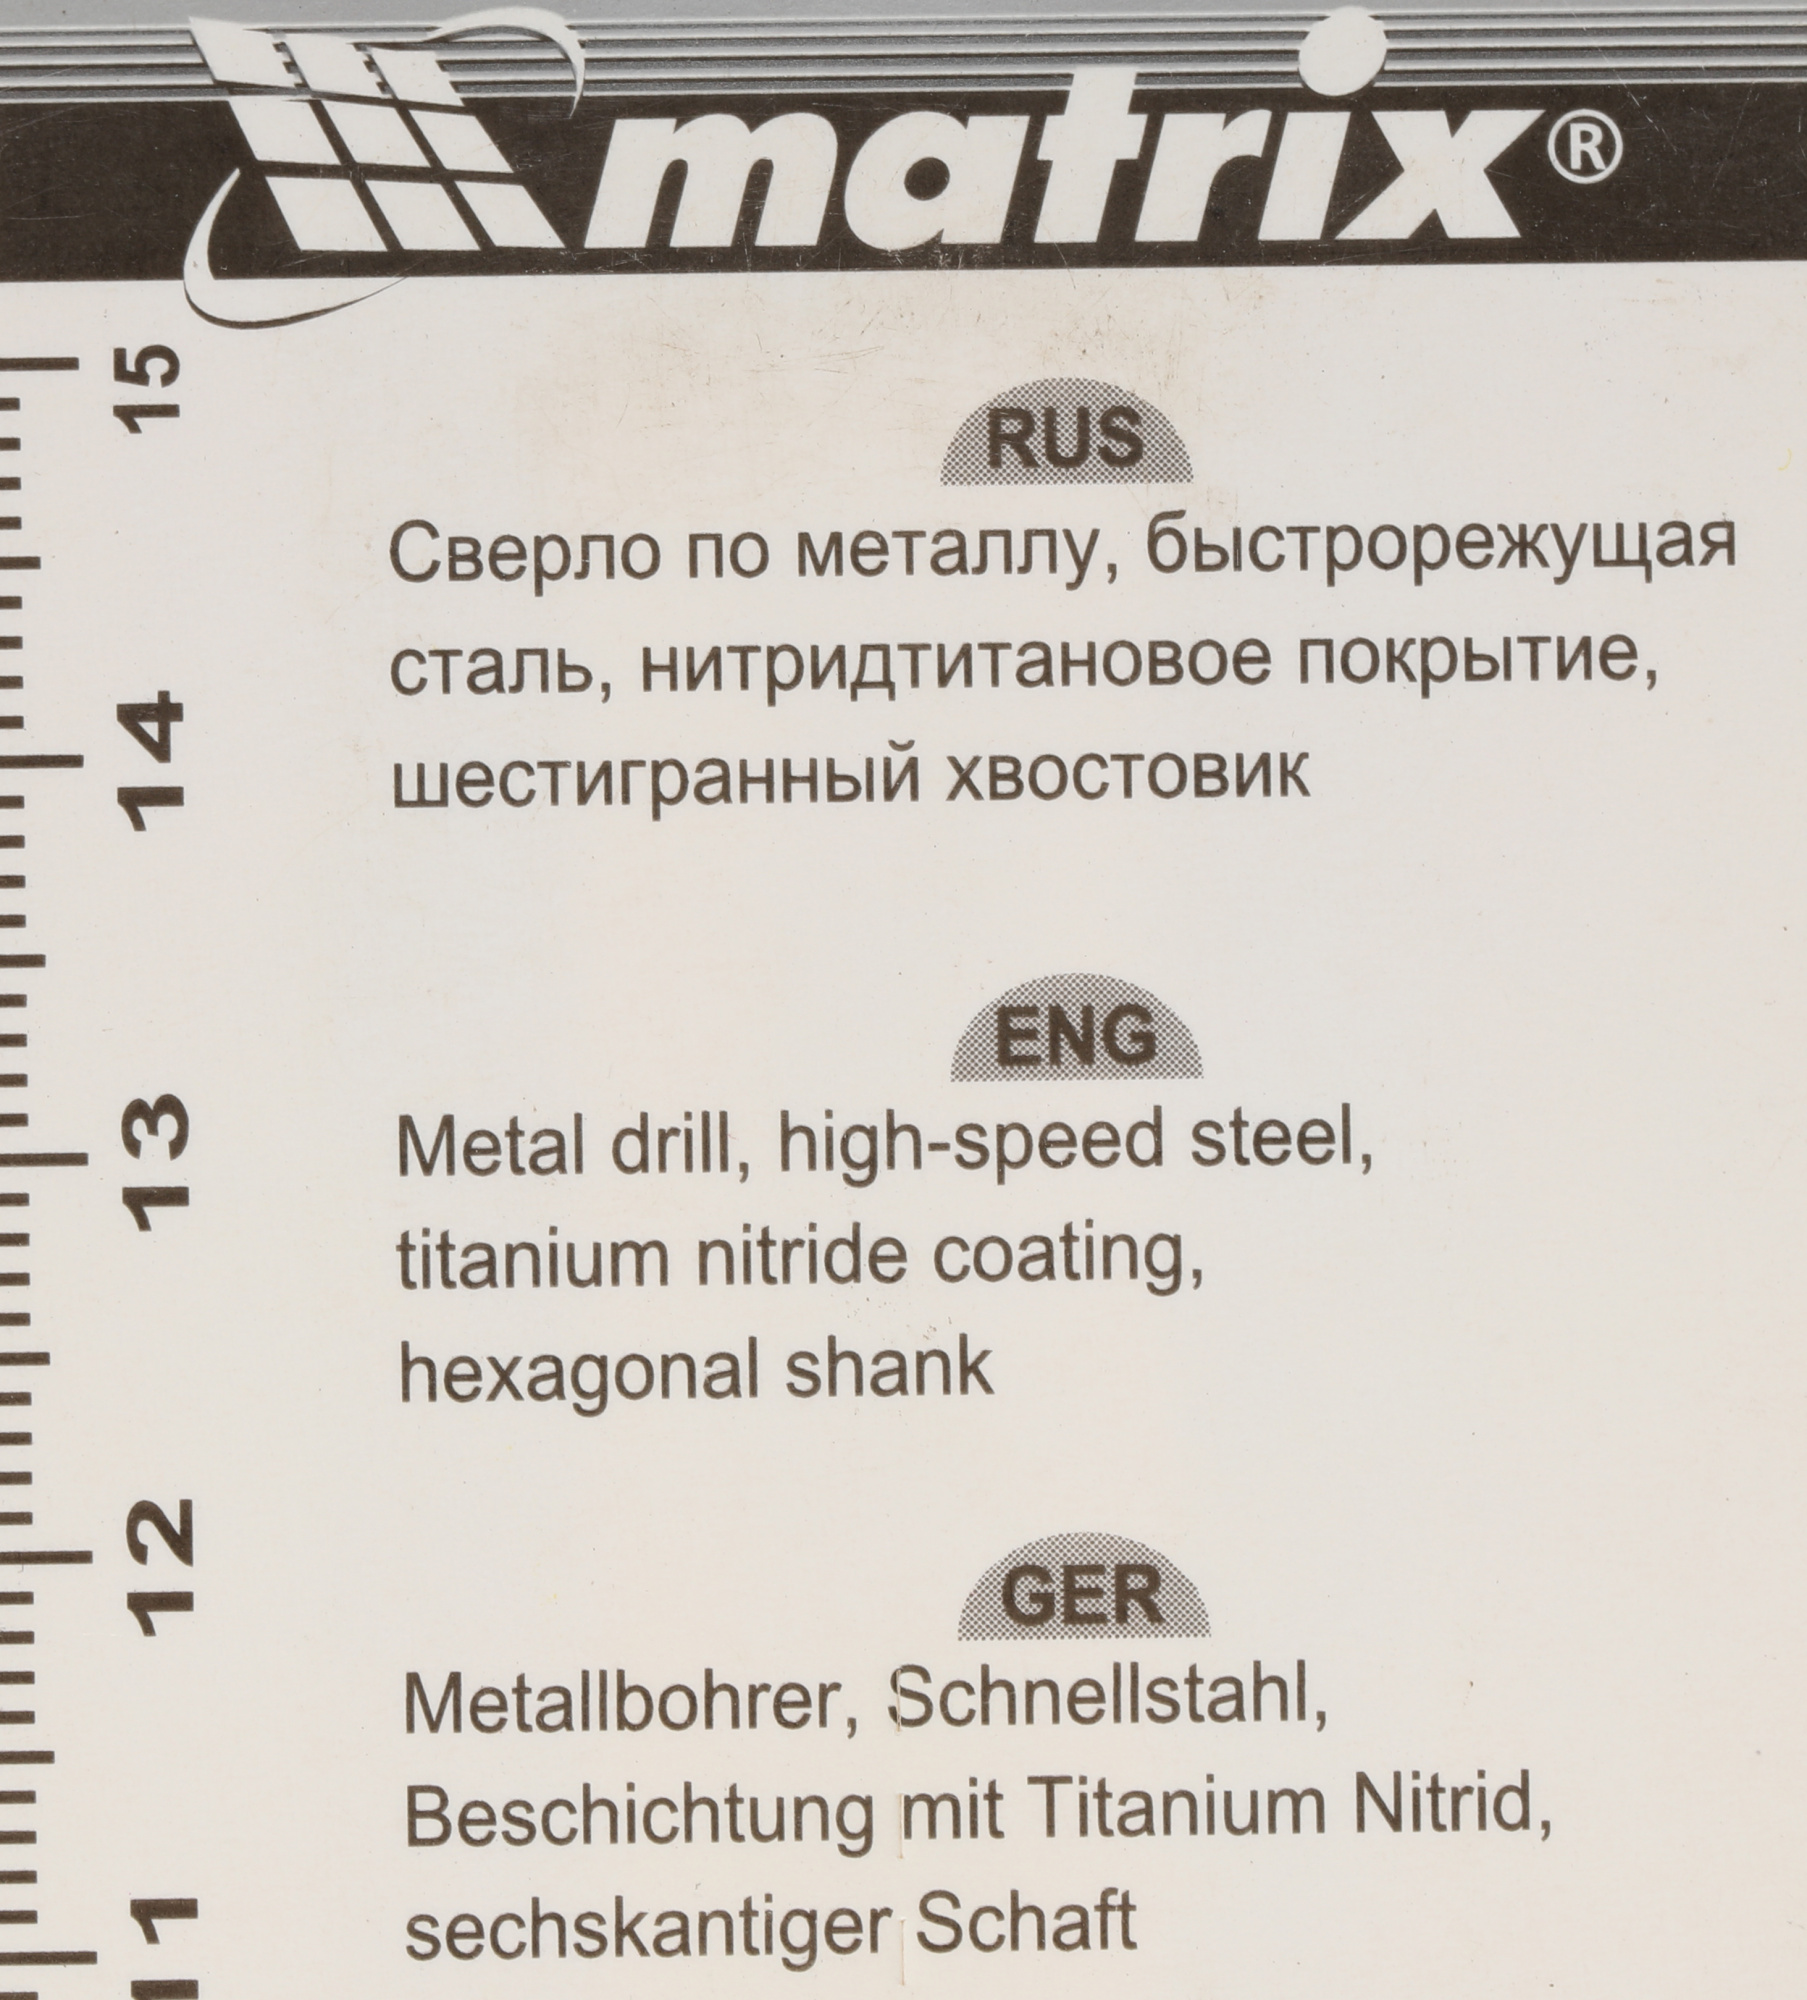 matrix®
15
RUS
Сверло по металлу, быстрорежущая
сталь, нитридтитановое покрытие,
14
шестигранный хвостовик
ENG
13
Metal drill, high-speed steel,
titanium nitride coating,
hexagonal shank
12
GER
Metallbohrer, Schnellstahl,
Beschichtung mit Titanium Nitrid,
11
sechskantiger Schaft